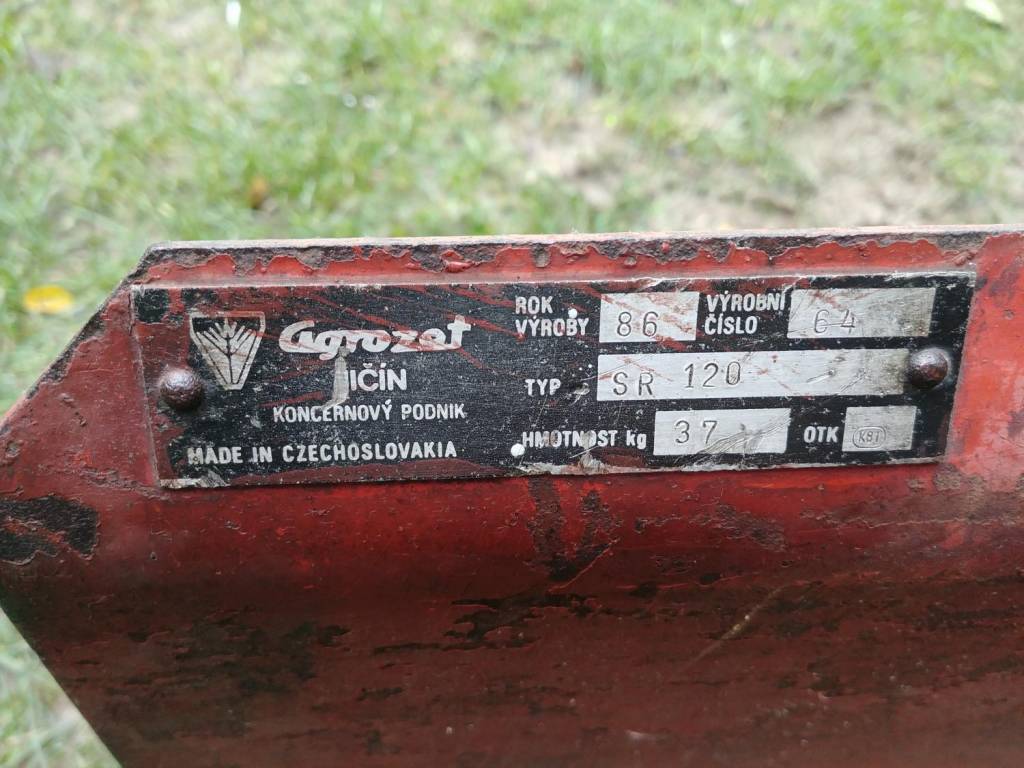 Agrozet
JIČÍN
KONCERNOVÝ PODNIK
MADE IN CZECHOSLOVAKIA
ROK VÝROBY 86
VÝROBNÍ ČÍSLO 64
TYP SR 120
HMOTNOST kg 37
OTK KBT